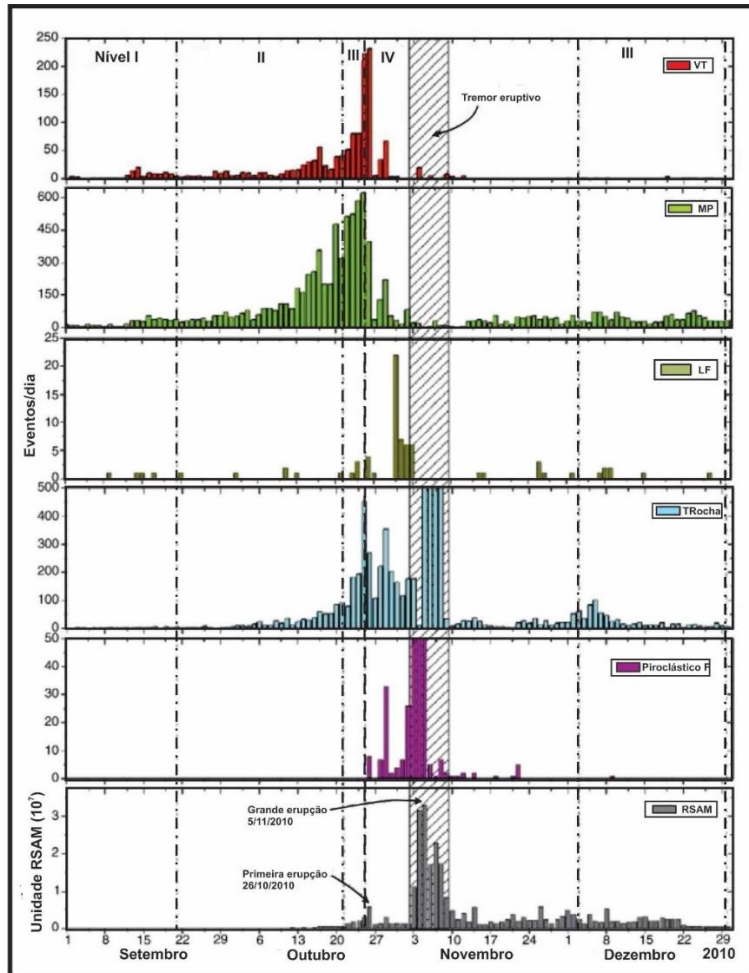 250
200
150
100
50
0
Nível I
II
III
IV
III
VT
Tremor eruptivo
600
450
300
150
0
MP
25
20
15
10
5
0
LF
Eventos/dia
500
400
300
200
100
0
TRocha
50
40
30
20
10
0
Piroclástico F
3
2
1
0
Unidade RSAM (10⁷)
Grande erupção
5/11/2010
Primeira erupção
26/10/2010
RSAM
1 8 15 22 29 6 13 20 27 3 10 17 24 1 8 15 22 29
Setembro Outubro Novembro Dezembro 2010